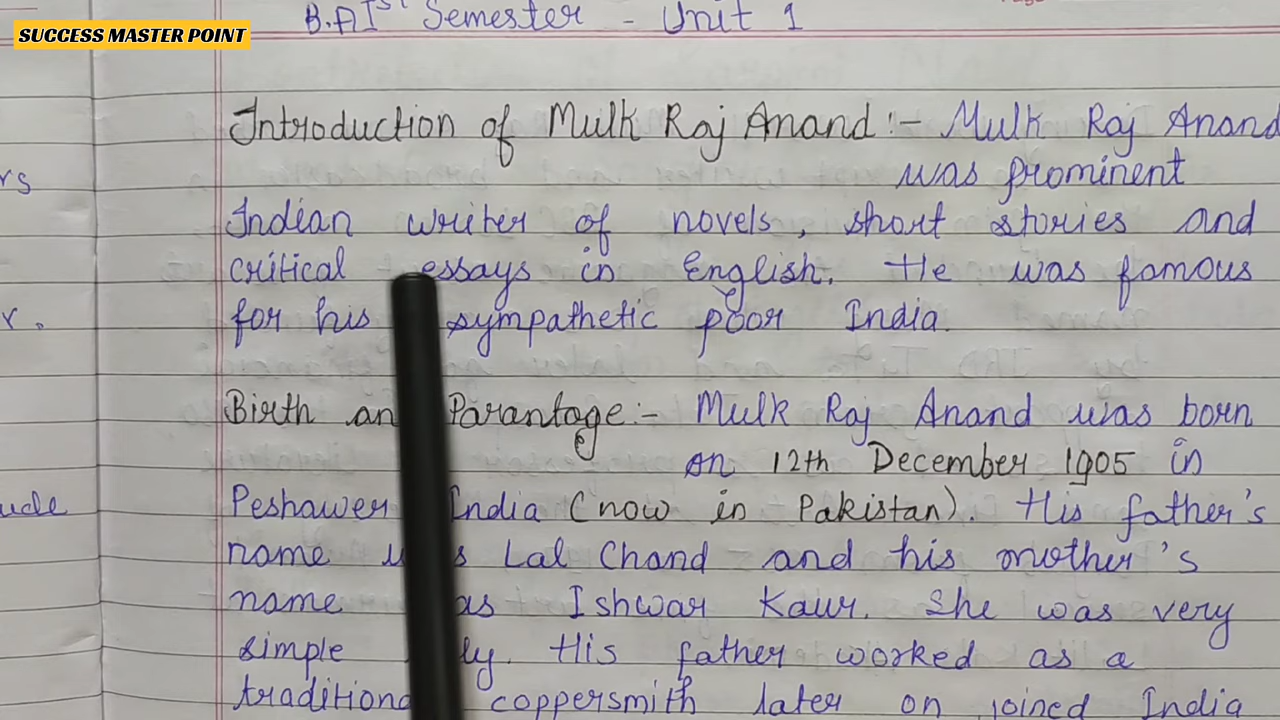 B.A Ist Semester - Unit 1
SUCCESS MASTER POINT
Introduction of Mulk Raj Anand :- Mulk Raj Anand
was prominent
Indian writer of novels, short stories and
critical essays in English. He was famous
for his sympathetic poor India.
Birth an Parantage:- Mulk Raj Anand was born
on 12th December 1905 in
Peshawer India (now in Pakistan). His father's
name Lal Chand and his mother's
name as Ishwar Kaur. She was very
simple ly. His father worked as a
traditiona coppersmith later on joined India
rs
r.
ude